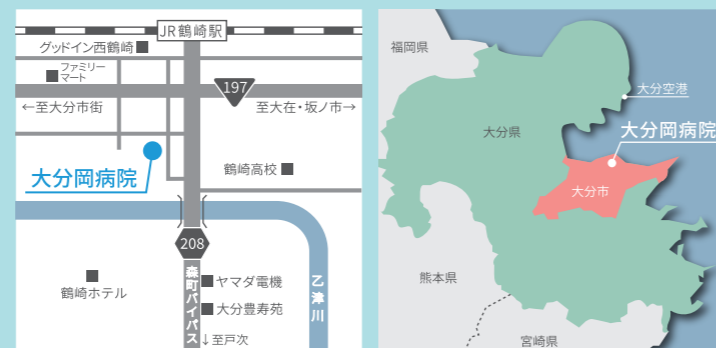 JR鶴崎駅
グッドイン西鶴崎
ファミリー
マート
197
←至大分市街
至大在・坂ノ市→
大分岡病院
鶴崎高校
208
鶴崎ホテル
森町バイパス
ヤマダ電機
大分豊寿苑
↓至戸次
乙津川
福岡県
大分空港
大分県
大分岡病院
大分市
熊本県
宮崎県